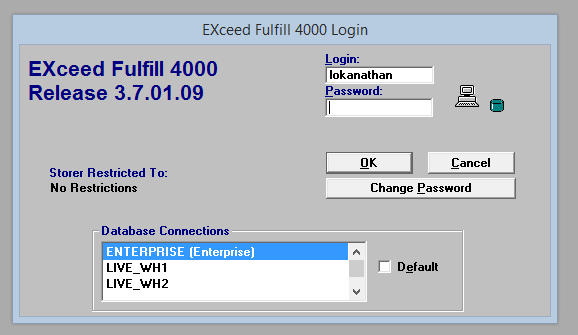 EXceed Fulfill 4000 Login
EXceed Fulfill 4000
Release 3.7.01.09
Login:
lokanathan
Password:
Storer Restricted To:
No Restrictions
OK
Cancel
Change Password
Database Connections
ENTERPRISE (Enterprise)
LIVE_WH1
LIVE_WH2
Default